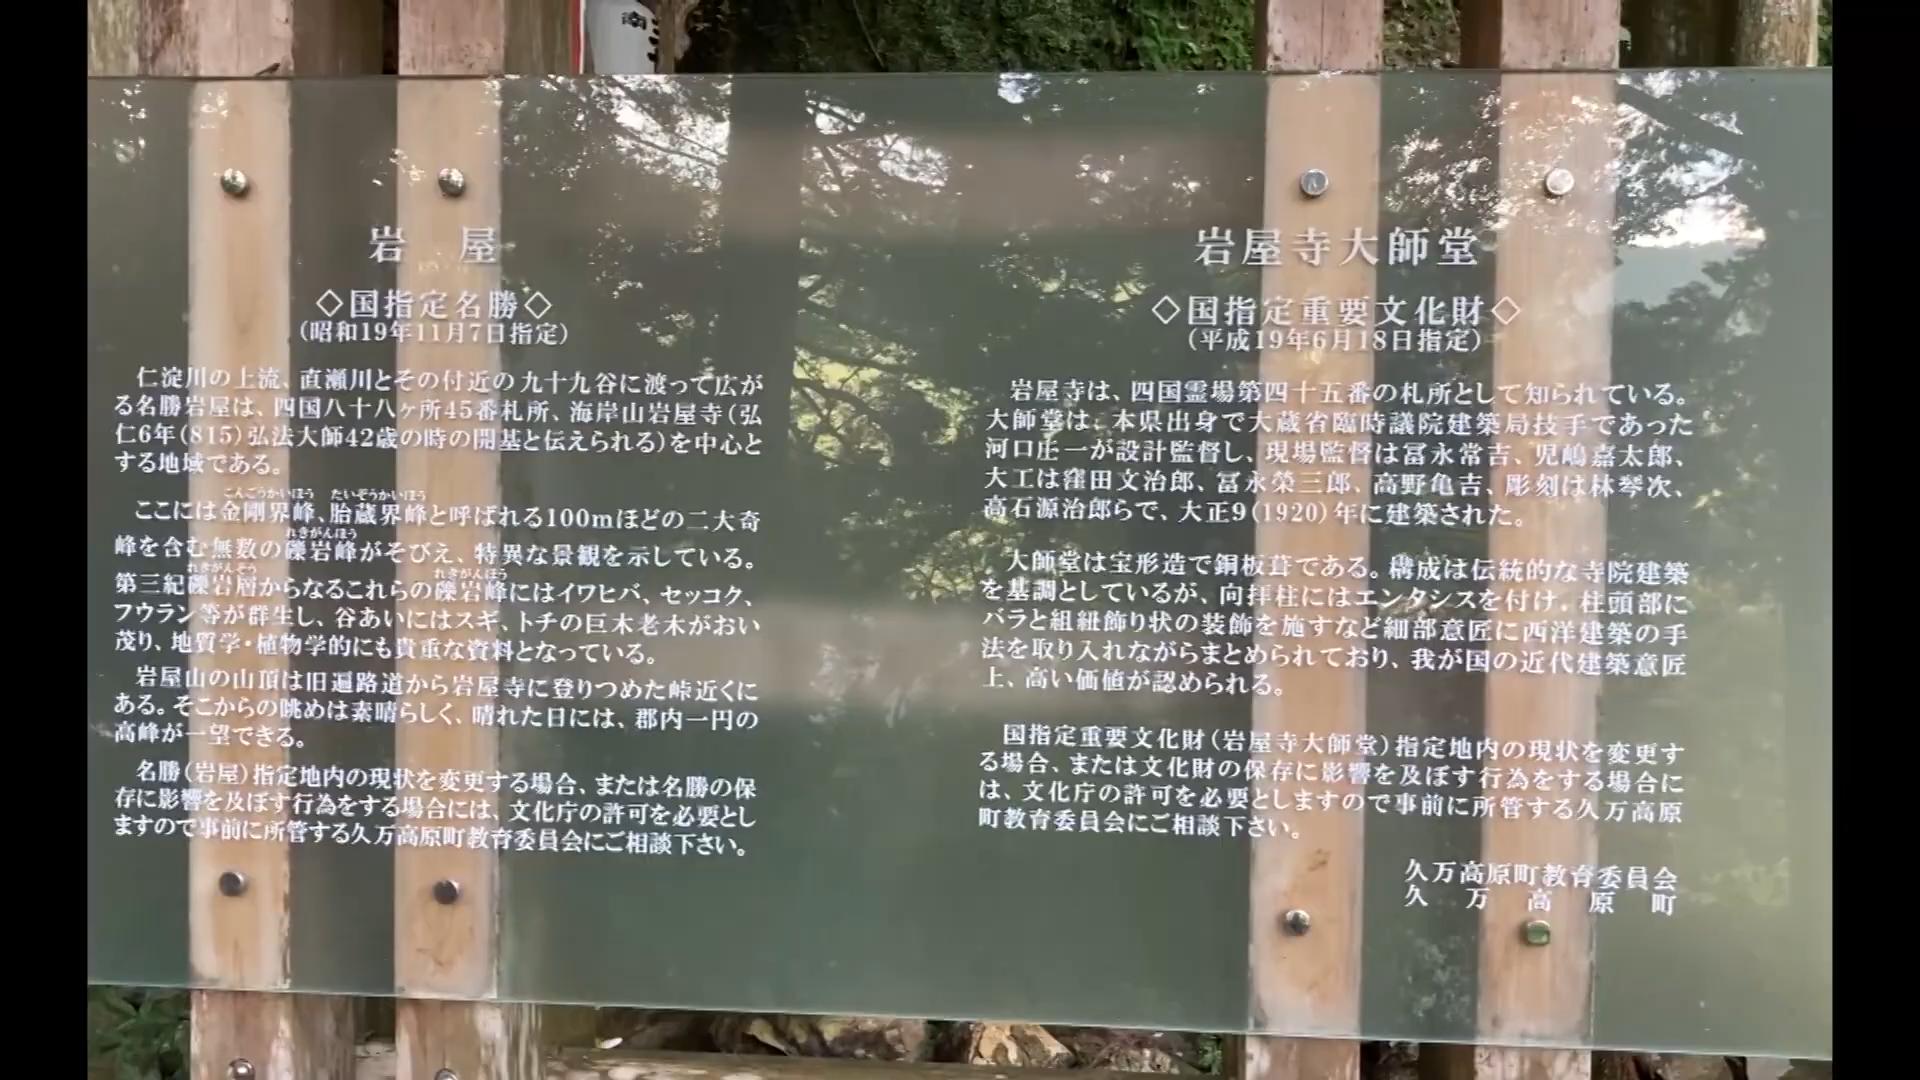 岩　屋
◇国指定名勝◇
(昭和19年11月7日指定)
仁淀川の上流、直瀬川とその付近の九十九谷に渡って広が
る名勝岩屋は、四国八十八ヶ所45番札所、海岸山岩屋寺(弘
仁6年(815)弘法大師42歳の時の開基と伝えられる)を中心と
する地域である。
こんごうかいほう　たいぞうかいほう
ここには金剛界峰、胎蔵界峰と呼ばれる100mほどの二大奇
れきがんほう
峰を含む無数の礫岩峰がそびえ、特異な景観を示している。
れきがんそう　れきがんほう
第三紀礫岩層からなるこれらの礫岩峰にはイワヒバ、セッコク、
フウラン等が群生し、谷あいにはスギ、トチの巨木老木がおい
茂り、地質学・植物学的にも貴重な資料となっている。
岩屋山の山頂は旧遍路道から岩屋寺に登りつめた峠近くに
ある。そこからの眺めは素晴らしく、晴れた日には、郡内一円の
高峰が一望できる。
名勝(岩屋)指定地内の現状を変更する場合、または名勝の保
存に影響を及ぼす行為をする場合には、文化庁の許可を必要とし
ますので事前に所管する久万高原町教育委員会にご相談下さい。
岩屋寺大師堂
◇国指定重要文化財◇
(平成19年6月18日指定)
岩屋寺は、四国霊場第四十五番の札所として知られている。
大師堂は、本県出身で大蔵省臨時議院建築局技手であった
河口庄一が設計監督し、現場監督は冨永常吉、児嶋嘉太郎、
大工は窪田文治郎、冨永榮三郎、高野亀吉、彫刻は林琴次、
高石源治郎らで、大正9(1920)年に建築された。
大師堂は宝形造で銅板葺である。構成は伝統的な寺院建築
を基調としているが、向拝柱にはエンタシスを付け、柱頭部に
バラと組紐飾り状の装飾を施すなど細部意匠に西洋建築の手
法を取り入れながらまとめられており、我が国の近代建築意匠
上、高い価値が認められる。
国指定重要文化財(岩屋寺大師堂)指定地内の現状を変更す
る場合、または文化財の保存に影響を及ぼす行為をする場合に
は、文化庁の許可を必要としますので事前に所管する久万高原
町教育委員会にご相談下さい。
久万高原町教育委員会
久　万　高　原　町